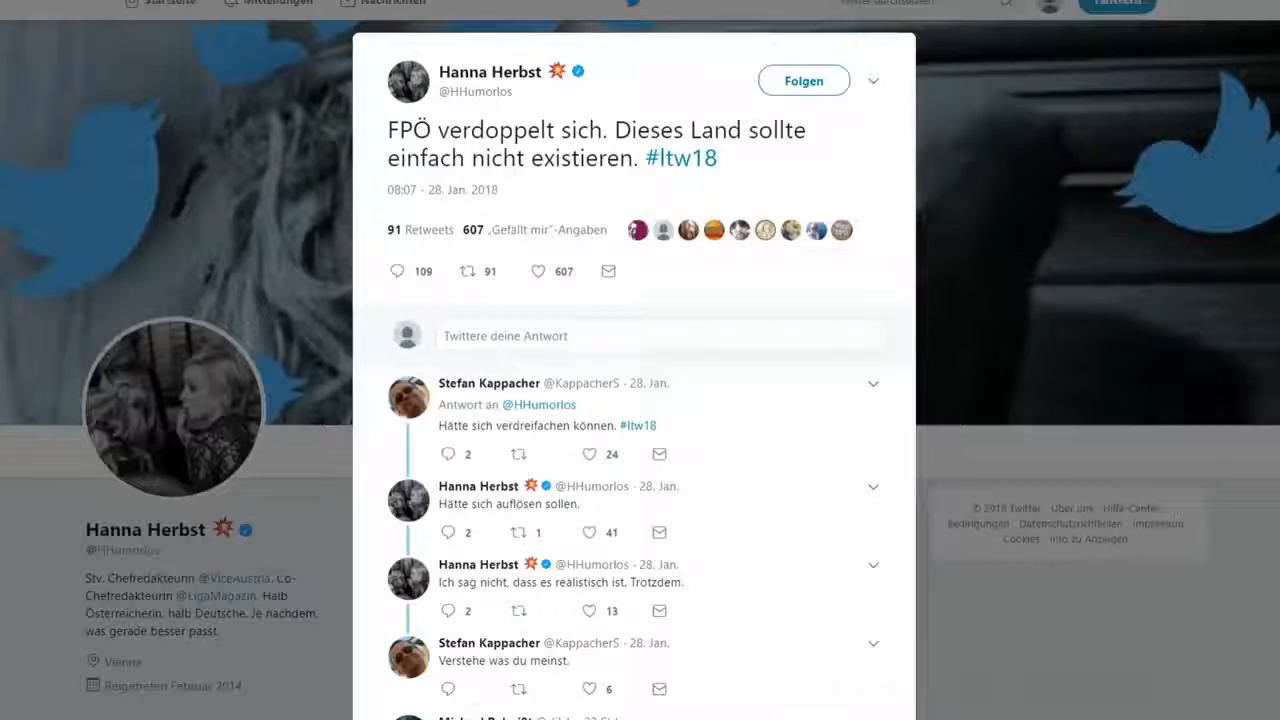 Startseite Mitteilungen Nachrichten
Hanna Herbst
@HHumorlos
Folgen
FPÖ verdoppelt sich. Dieses Land sollte
einfach nicht existieren. #ltw18
08:07 - 28. Jan. 2018
91 Retweets 607 „Gefällt mir“-Angaben
109 91 607
Twittere deine Antwort
Stefan Kappacher @KappacherS · 28. Jan.
Antwort an @HHumorlos
Hätte sich verdreifachen können. #ltw18
2 24
Hanna Herbst @HHumorlos · 28. Jan.
Hätte sich auflösen sollen.
2 1 41
Hanna Herbst @HHumorlos · 28. Jan.
Ich sag nicht, dass es realistisch ist. Trotzdem.
2 13
Stefan Kappacher @KappacherS · 28. Jan.
Verstehe was du meinst.
6
Hanna Herbst
@HHumorlos
Stv. Chefredakteurin @ViceAustria. Co-
Chefredakteurin @LigaMagazin. Halb
Österreicherin, halb Deutsche. Je nachdem,
was gerade besser passt.
Vienna
Beigetreten Februar 2014
© 2018 Twitter Über uns Hilfe-Center
Bedingungen Datenschutzrichtlinien Impressum
Cookies Info zu Anzeigen